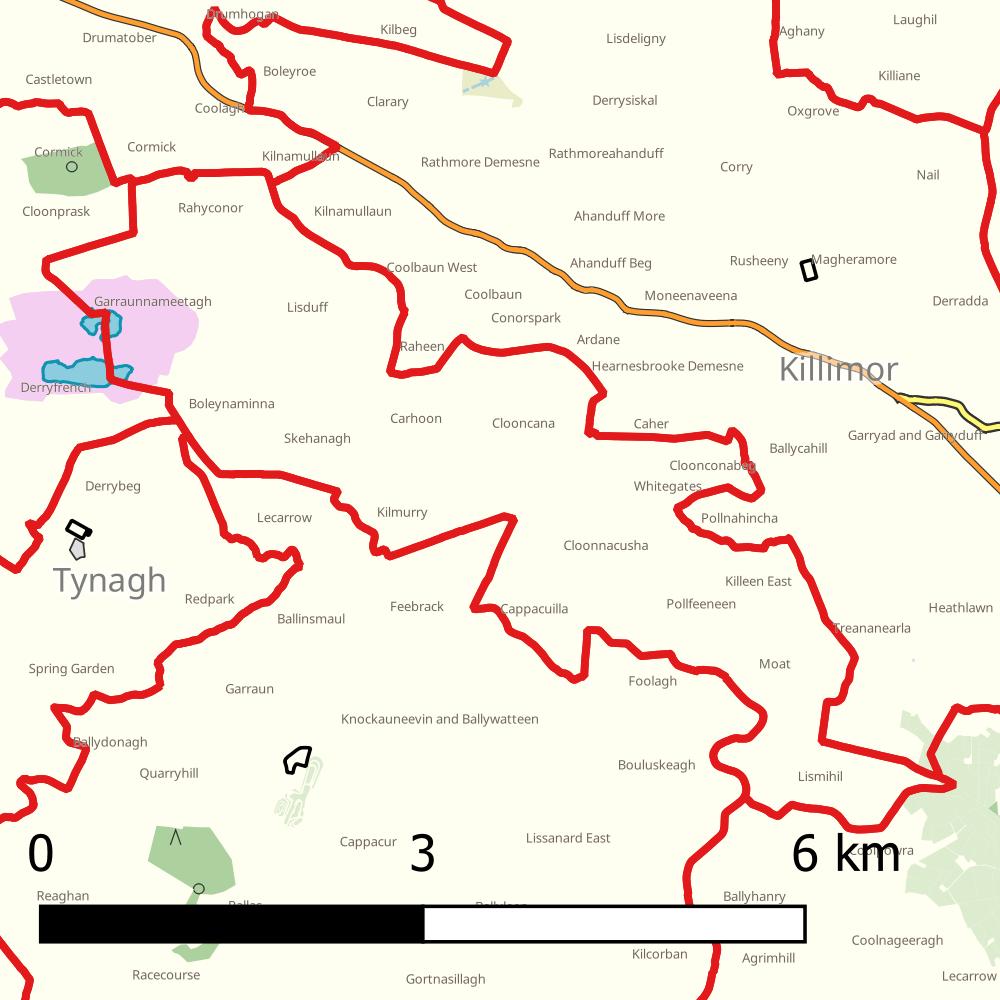 Drumhogan
Laughil
Kilbeg
Aghany
Drumatober
Lisdeligny
Boleyroe
Killiane
Castletown
Clarary
Derrysiskal
Coolagh
Oxgrove
Cormick
Cormick
Kilnamullaun
Rathmore Demesne
Rathmoreahanduff
Corry
Nail
Cloonprask
Rahyconor
Kilnamullaun
Ahanduff More
Coolbaun West
Ahanduff Beg
Rusheeny
Magheramore
Garraunnameetagh
Lisduff
Coolbaun
Moneenaveena
Derradda
Conorspark
Raheen
Ardane
Hearnesbrooke Demesne
Killimor
Derryfrench
Boleynaminna
Carhoon
Clooncana
Caher
Skehanagh
Ballycahill
Garryad and Garryduff
Cloonconabeg
Derrybeg
Whitegates
Lecarrow
Kilmurry
Pollnahincha
Cloonnacusha
Tynagh
Killeen East
Redpark
Ballinsmaul
Feebrack
Cappacuilla
Pollfeeneen
Heathlawn
Treananearla
Spring Garden
Moat
Garraun
Foolagh
Knockauneevin and Ballywatteen
Ballydonagh
Quarryhill
Bouluskeagh
Lismihil
Cappacur
Lissanard East
0
3
6 km
Reaghan
Ballyhanry
Coolnageeragh
Kilcorban
Agrimhill
Racecourse
Gortnasillagh
Lecarrow